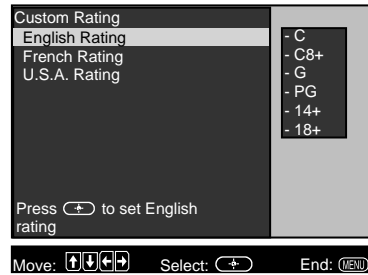 Custom Rating
English Rating
French Rating
U.S.A. Rating
- C
- C8+
- G
- PG
- 14+
- 18+
Press to set English
rating
Move: Select: End: MENU